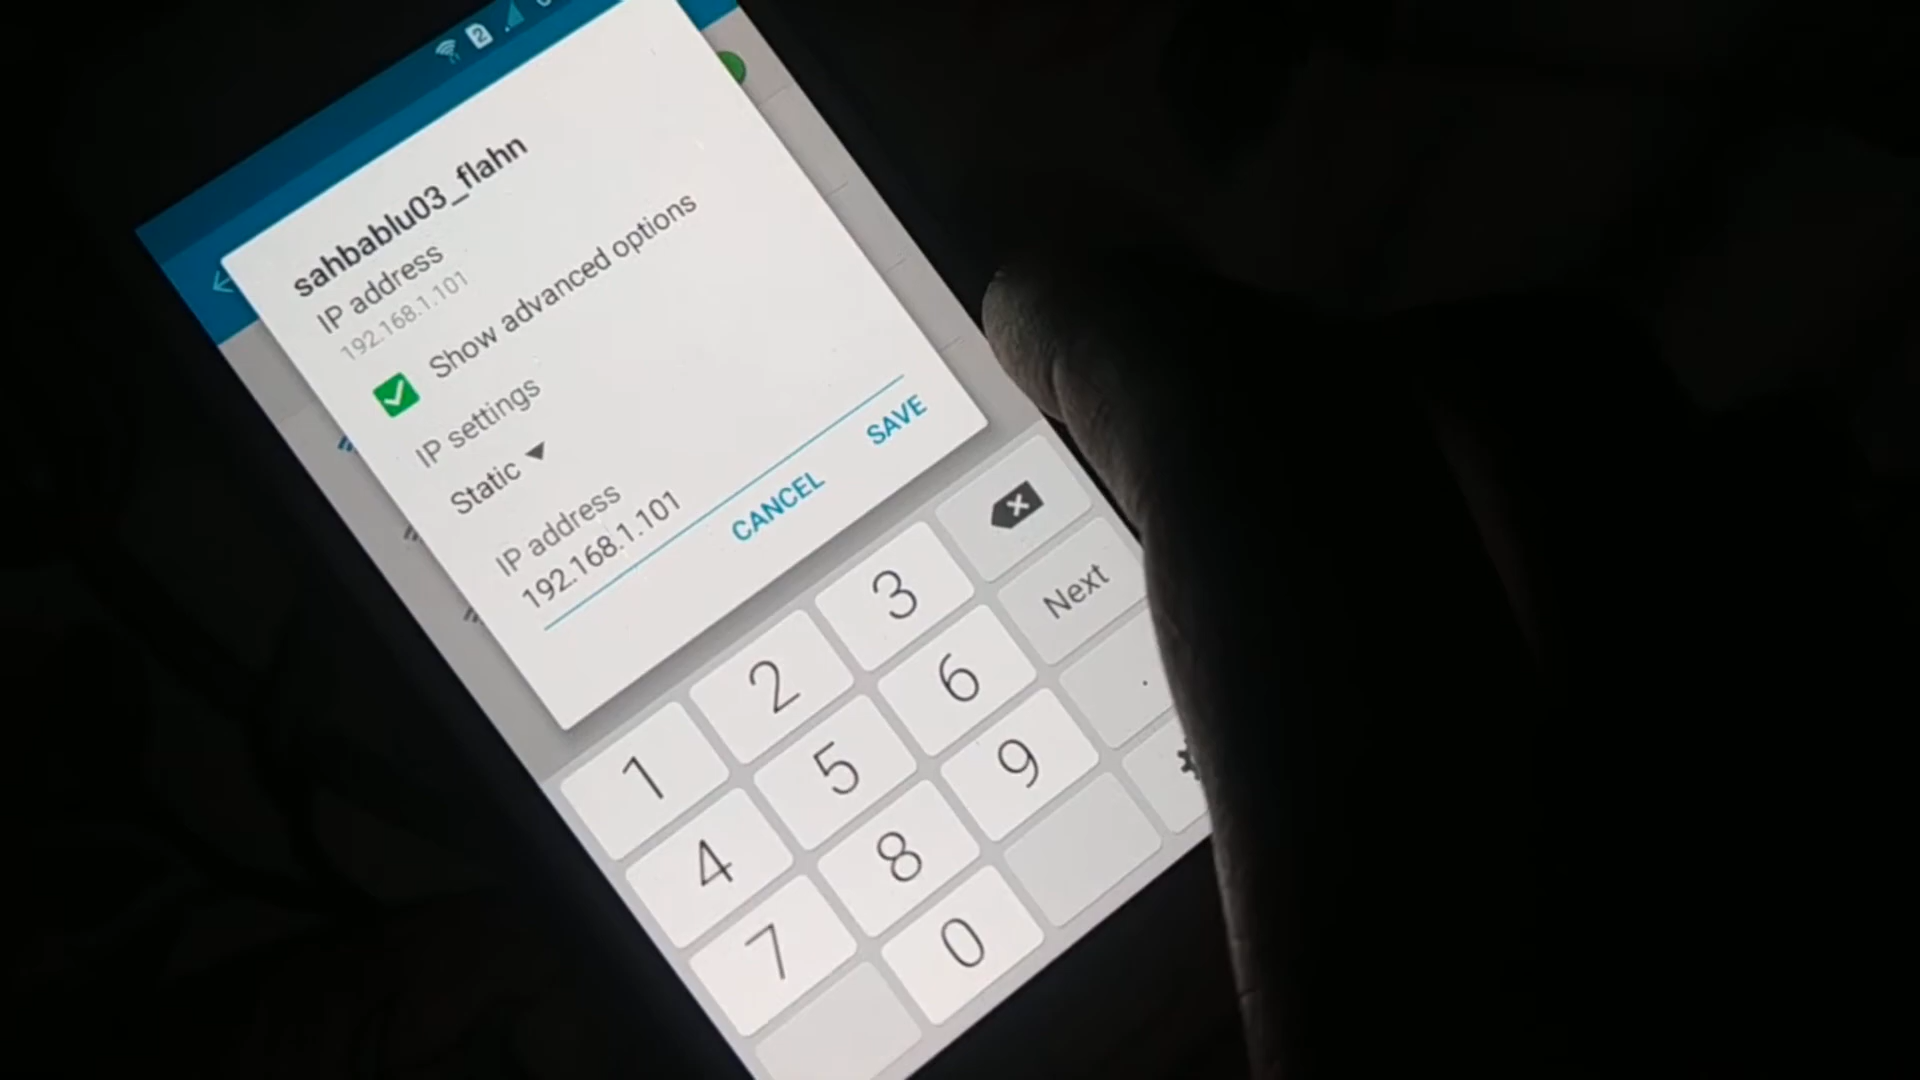 2
sahbablu03_flahn
IP address
192.168.1.101
Show advanced options
IP settings
Static
IP address
192.168.1.101
CANCEL SAVE
1 2 3
4 5 6 Next
7 8 9 .
0